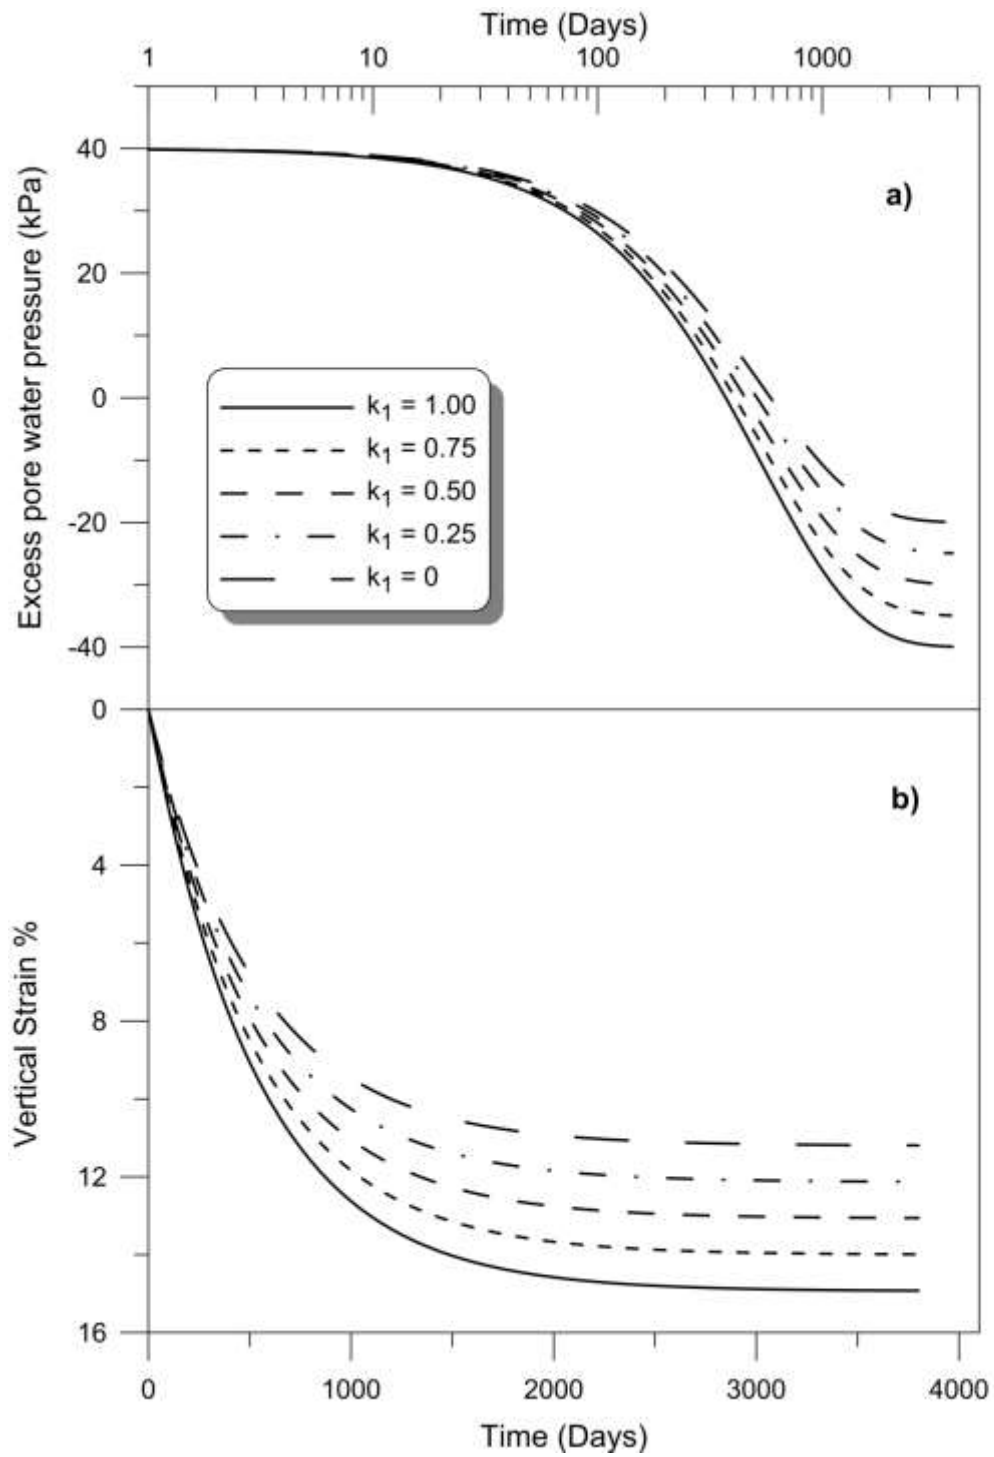 Time (Days)
1 10 100 1000
Excess pore water pressure (kPa)
40
20
0
-20
-40
a)
k₁ = 1.00
k₁ = 0.75
k₁ = 0.50
k₁ = 0.25
k₁ = 0
Vertical Strain %
0
4
8
12
16
b)
0 1000 2000 3000 4000
Time (Days)